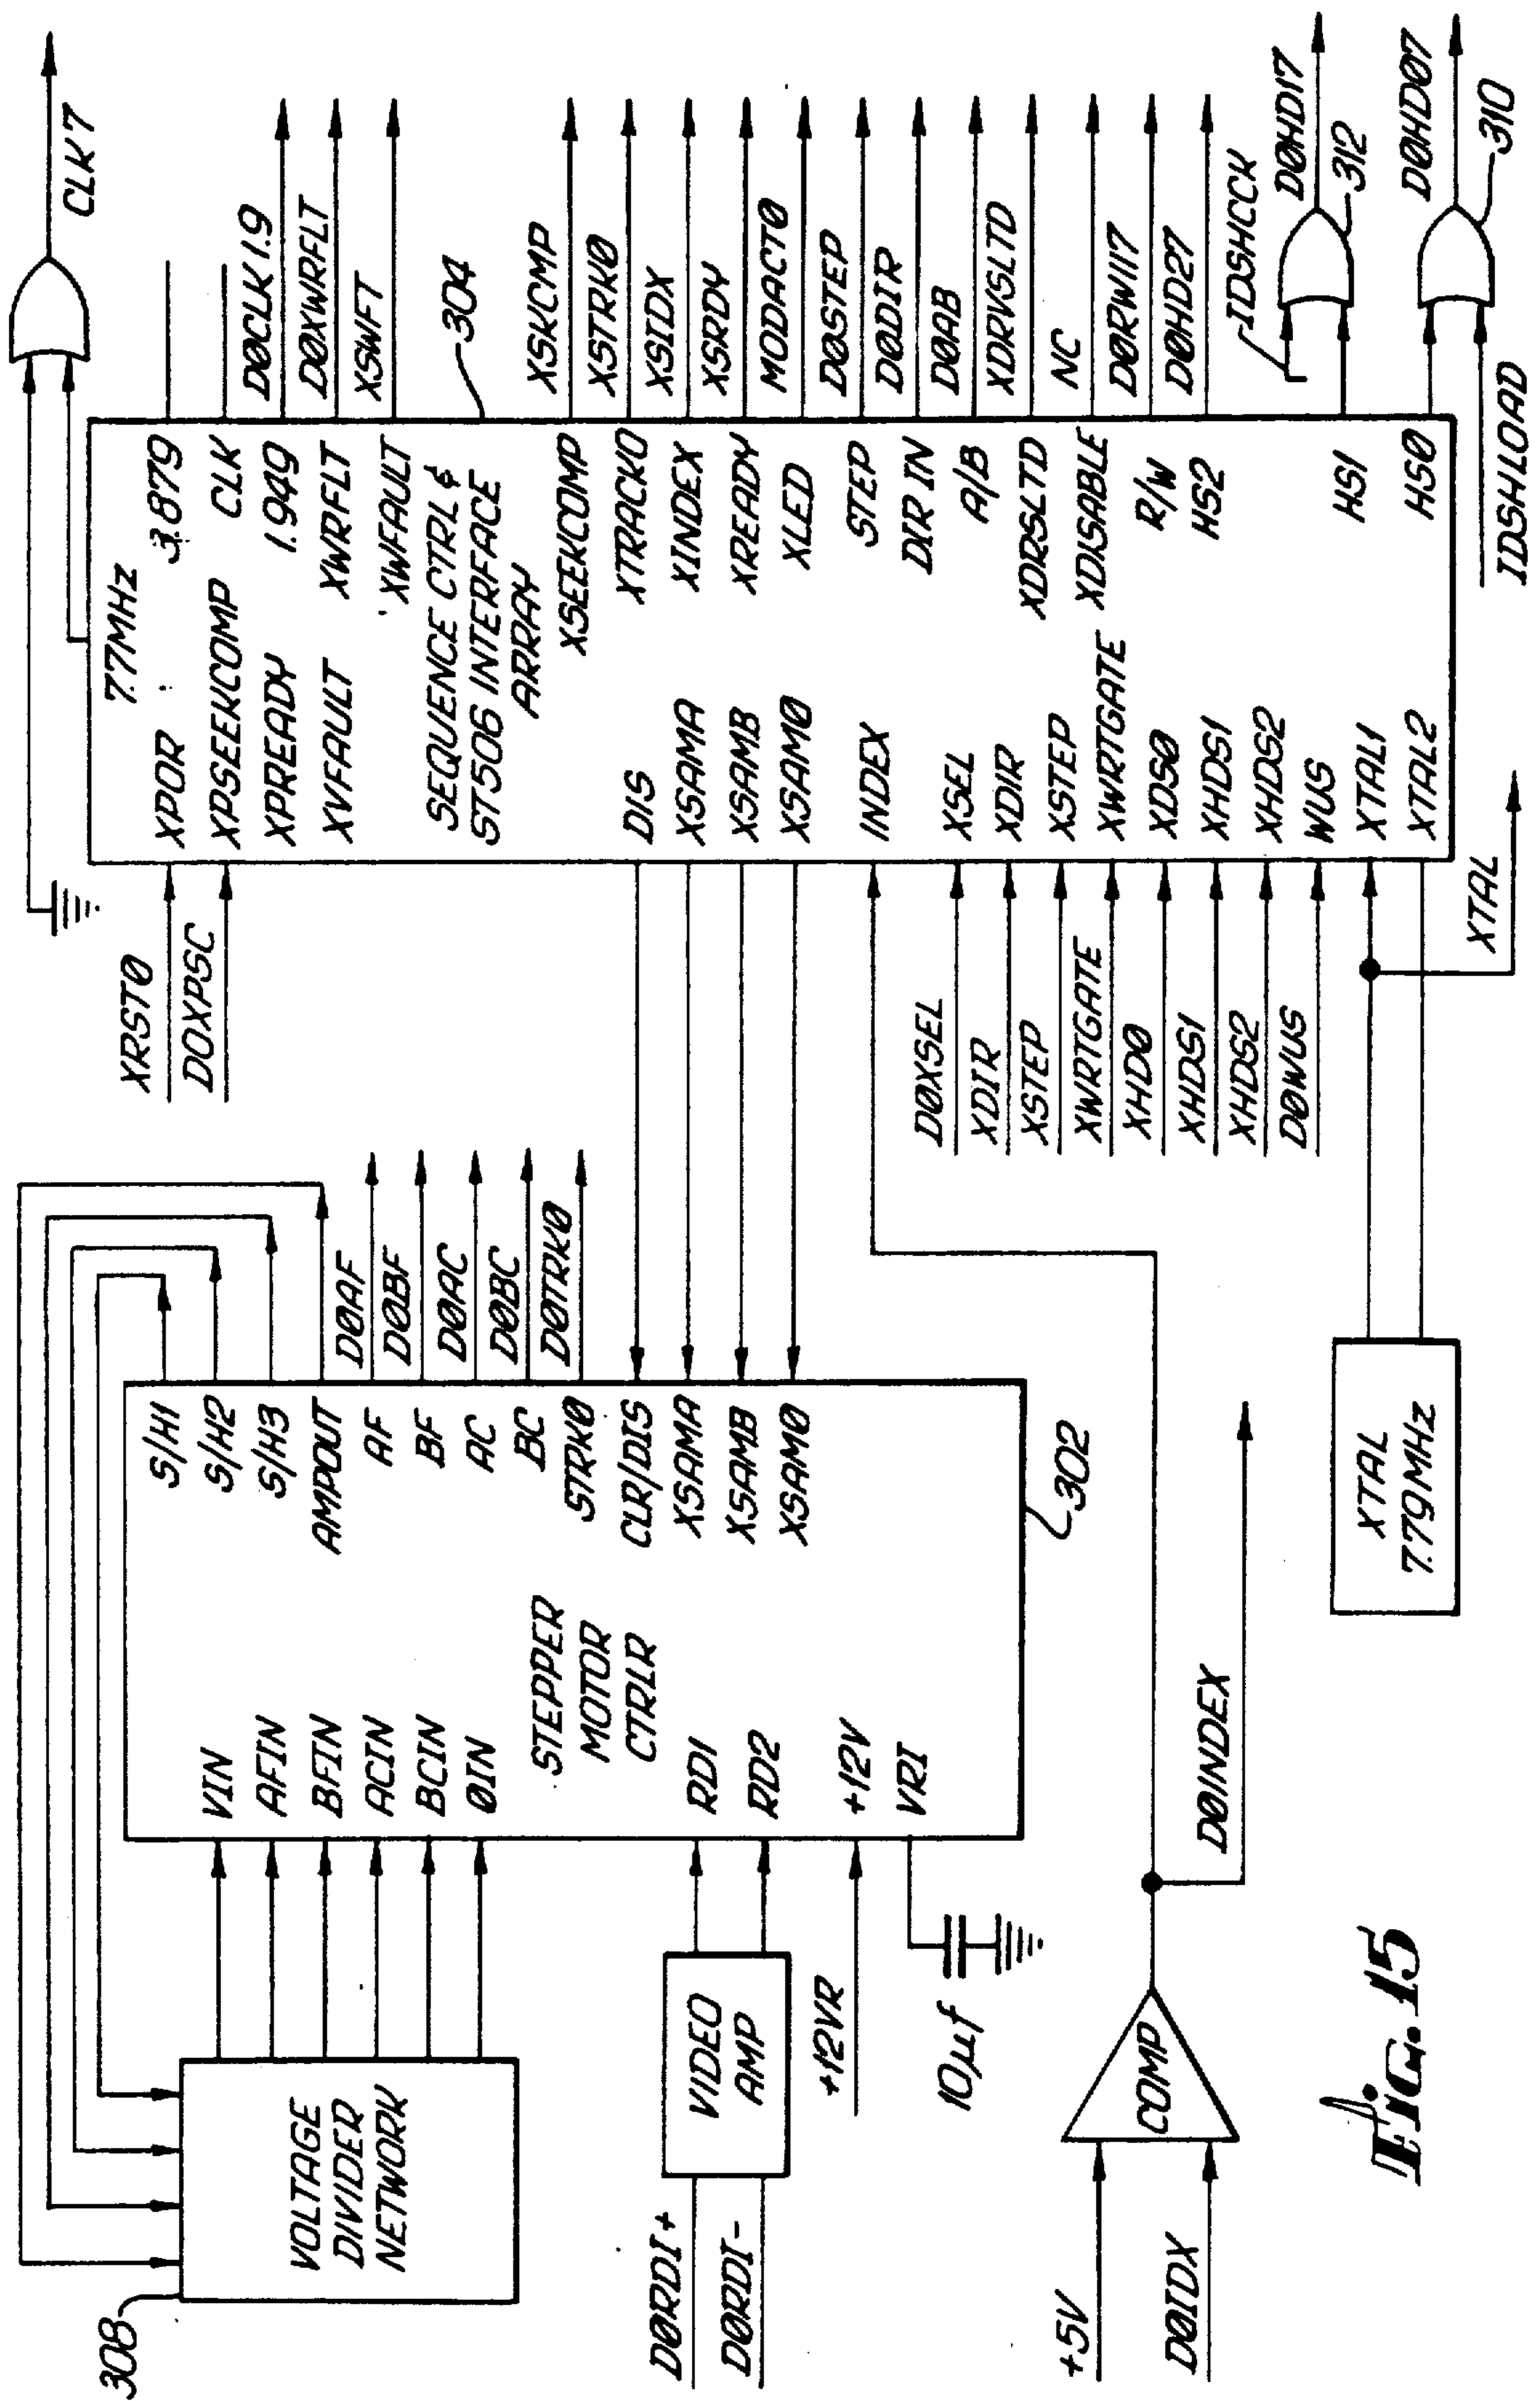 308
VOLTAGE
DIVIDER
NETWORK
VIN
AFIN
BFIN
ACIN
BCIN
0IN
STEPPER
MOTOR
CTRLR
RD1
RD2
+12V
VRI
S/H1
S/H2
S/H3
AMPOUT
AF
BF
AC
BC
STRK0
CLR/DIS
XSAMA
XSAMB
XSAM0
302
D0AF
D0BF
D0AC
D0BC
D0TRK0
D0RDI+
D0RDI-
VIDEO
AMP
+12VR
10μf
+5V
D0IDX
COMP
D0INDEX
XTAL
7.79MHz
XRST0
D0XPSC
D0XSEL
XDIR
XSTEP
XWRTGATE
XHD0
XHDS1
XHDS2
D0WUS
XTAL
7.7MHz
XPOR
XPSEEKCOMP
XPREADY
XVFAULT
SEQUENCE CTRL &
ST506 INTERFACE
ARRAY
DIS
XSAMA
XSAMB
XSAM0
INDEX
XSEL
XDIR
XSTEP
XWRTGATE
XDS0
XHDS1
XHDS2
WUS
XTAL1
XTAL2
3.879
CLK
1.949
XWRFLT
XWFAULT
XSEEKCOMP
XTRACK0
XINDEX
XREADY
XLED
STEP
DIR IN
A/B
XDRSLTD
XDISABLE
R/W
HS2
HS1
HS0
CLK7
D0CLK1.9
D0XWRFLT
XSWFT
304
XSKCMP
XSTRK0
XSIDX
XSRDY
MODACT0
D0STEP
D0DIR
D0AB
XDRVSLTD
NC
D0RW117
D0HD27
IDSHCCK
D0HD17
312
D0HD07
310
IDSHLOAD
Fig. 15